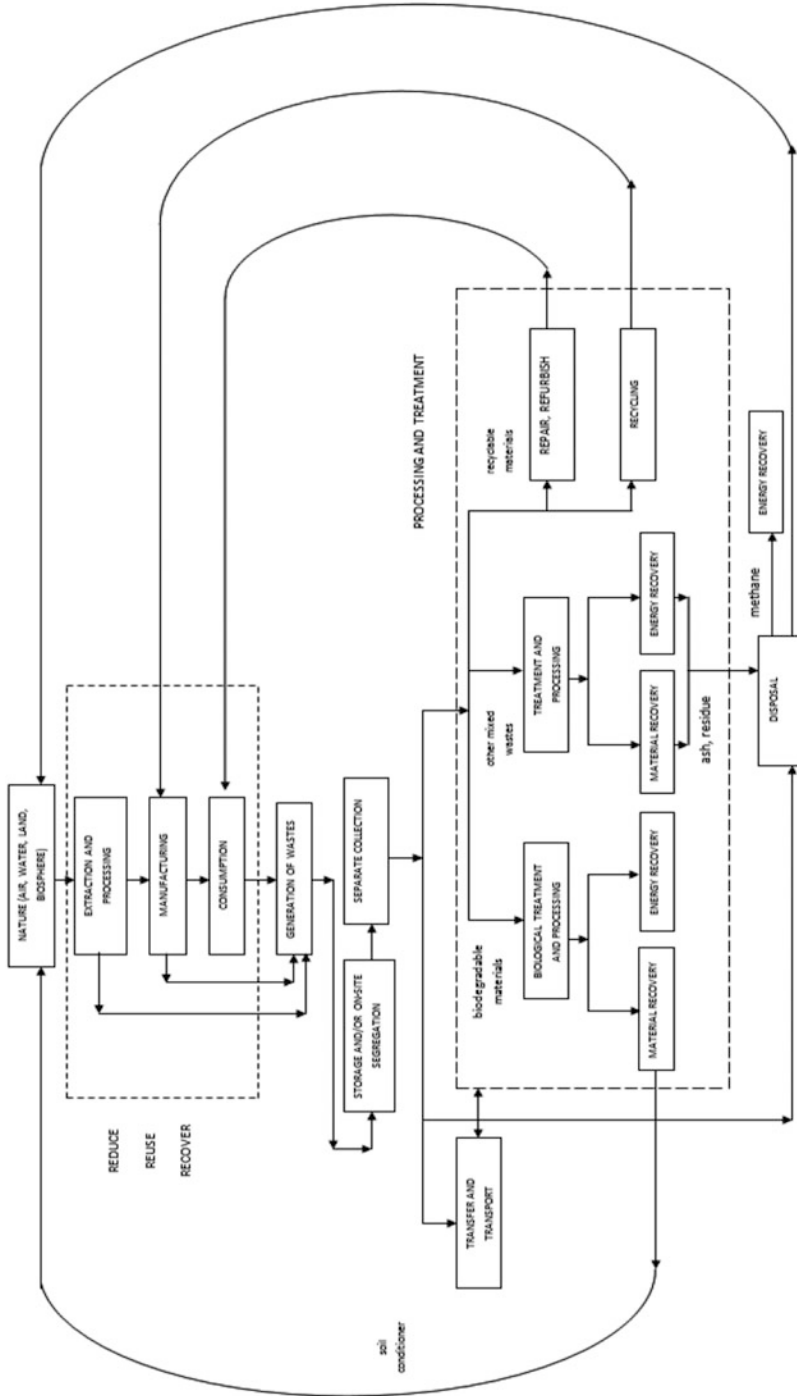 NATURE (AIR, WATER, LAND,
BIOSPHERE)
EXTRACTION AND
PROCESSING
MANUFACTURING
CONSUMPTION
REDUCE
REUSE
RECOVER
GENERATION OF WASTES
STORAGE AND/OR ON-SITE
SEGREGATION
SEPARATE COLLECTION
soil
conditioner
TRANSFER AND
TRANSPORT
PROCESSING AND TREATMENT
biodegradable
materials
other mixed
wastes
recyclable
materials
BIOLOGICAL TREATMENT
AND PROCESSING
TREATMENT AND
PROCESSING
REPAIR, REFURBISH
MATERIAL RECOVERY
ENERGY RECOVERY
MATERIAL RECOVERY
ENERGY RECOVERY
RECYCLING
ash, residue
methane
DISPOSAL
ENERGY RECOVERY